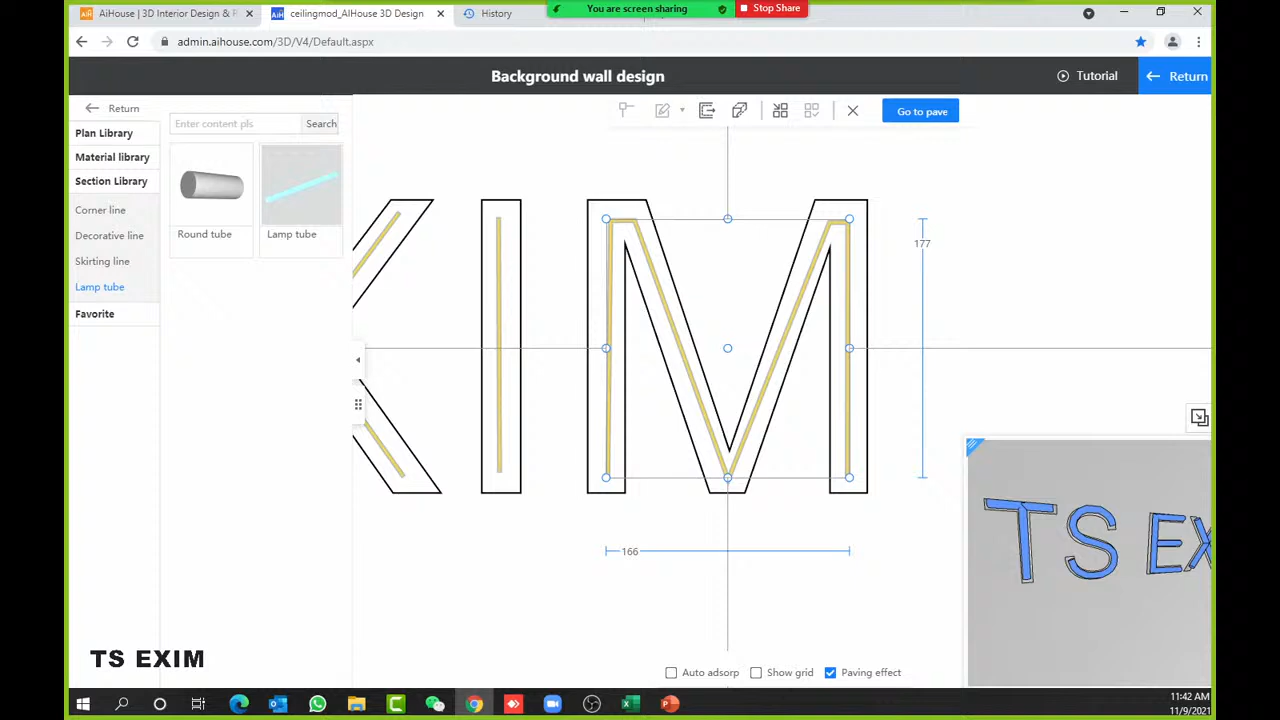 You are screen sharing
Stop Share
AiHouse | 3D Interior Design & F
ceilingmod_AIHouse 3D Design
History
admin.aihouse.com/3D/V4/Default.aspx
Background wall design
Tutorial
Return
Return
Enter content pls
Search
Go to pave
Plan Library
Material library
Section Library
Corner line
Decorative line
Skirting line
Lamp tube
Favorite
Round tube
Lamp tube
KIM
177
166
TS EX
TS EXIM
Auto adsorp
Show grid
Paving effect
11:42 AM
11/9/2021